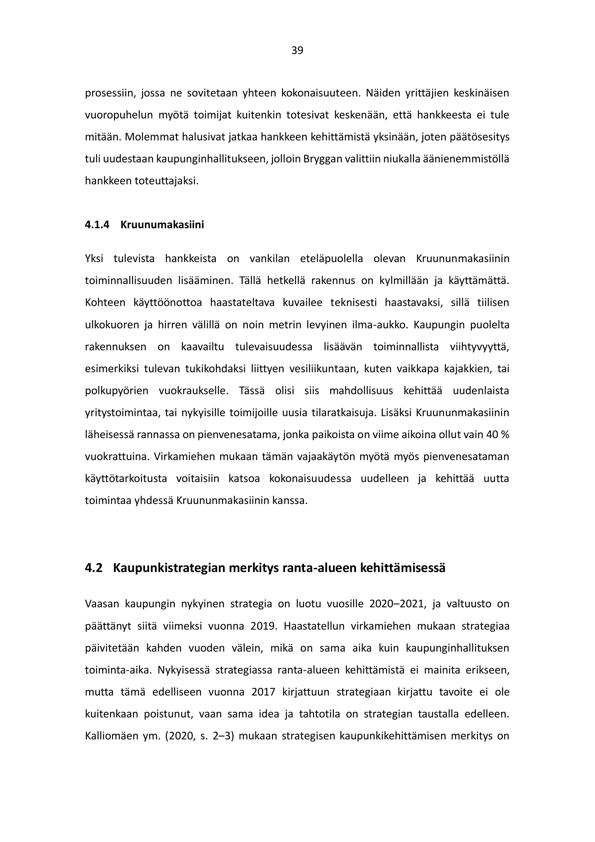 39
prosessiin, jossa ne sovitetaan yhteen kokonaisuuteen. Näiden yrittäjien keskinäisen
vuoropuhelun myötä toimijat kuitenkin totesivat keskenään, että hankkeesta ei tule
mitään. Molemmat halusivat jatkaa hankkeen kehittämistä yksinään, joten päätösesitys
tuli uudestaan kaupunginhallitukseen, jolloin Bryggan valittiin niukalla äänienemmistöllä
hankkeen toteuttajaksi.
4.1.4 Kruunumakasiini
Yksi tulevista hankkeista on vankilan eteläpuolella olevan Kruununmakasiinin
toiminnallisuuden lisääminen. Tällä hetkellä rakennus on kylmillään ja käyttämättä.
Kohteen käyttöönottoa haastateltava kuvailee teknisesti haastavaksi, sillä tiilisen
ulkokuoren ja hirren välillä on noin metrin levyinen ilma-aukko. Kaupungin puolelta
rakennuksen on kaavailtu tulevaisuudessa lisäävän toiminnallista viihtyvyyttä,
esimerkiksi tulevan tukikohdaksi liittyen vesiliikuntaan, kuten vaikkapa kajakkien, tai
polkupyörien vuokraukselle. Tässä olisi siis mahdollisuus kehittää uudenlaista
yritystoimintaa, tai nykyisille toimijoille uusia tilaratkaisuja. Lisäksi Kruununmakasiinin
läheisessä rannassa on pienvenesatama, jonka paikoista on viime aikoina ollut vain 40 %
vuokrattuina. Virkamiehen mukaan tämän vajaakäytön myötä myös pienvenesataman
käyttötarkoitusta voitaisiin katsoa kokonaisuudessa uudelleen ja kehittää uutta
toimintaa yhdessä Kruununmakasiinin kanssa.
4.2 Kaupunkistrategian merkitys ranta-alueen kehittämisessä
Vaasan kaupungin nykyinen strategia on luotu vuosille 2020–2021, ja valtuusto on
päättänyt siitä viimeksi vuonna 2019. Haastatellun virkamiehen mukaan strategiaa
päivitetään kahden vuoden välein, mikä on sama aika kuin kaupunginhallituksen
toiminta-aika. Nykyisessä strategiassa ranta-alueen kehittämistä ei mainita erikseen,
mutta tämä edelliseen vuonna 2017 kirjattuun strategiaan kirjattu tavoite ei ole
kuitenkaan poistunut, vaan sama idea ja tahtotila on strategian taustalla edelleen.
Kalliomäen ym. (2020, s. 2–3) mukaan strategisen kaupunkikehittämisen merkitys on